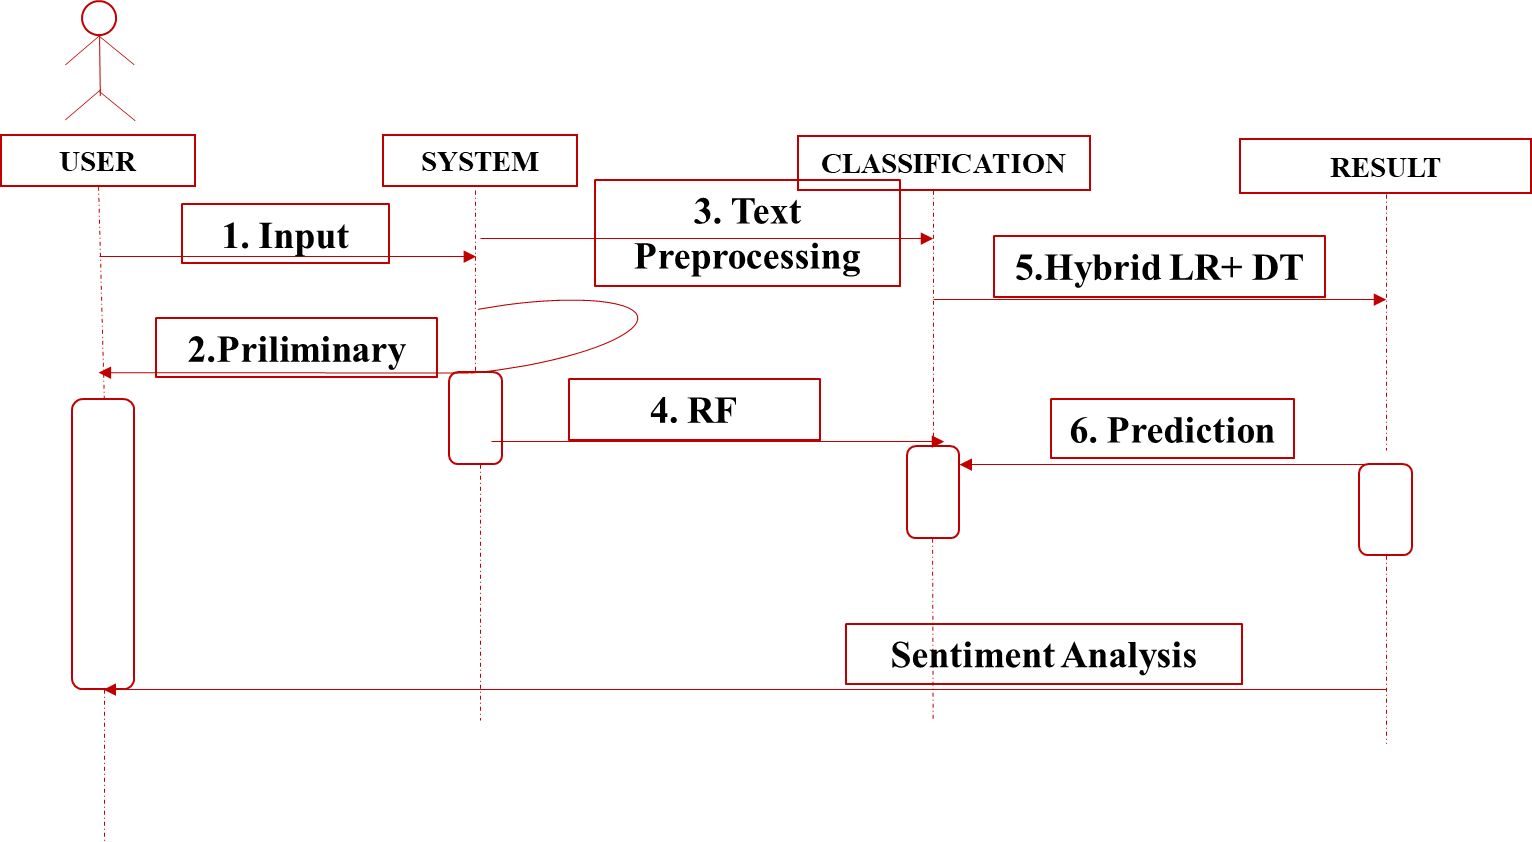 USER
SYSTEM
CLASSIFICATION
RESULT
1. Input
3. Text
Preprocessing
5.Hybrid LR+ DT
2.Priliminary
4. RF
6. Prediction
Sentiment Analysis